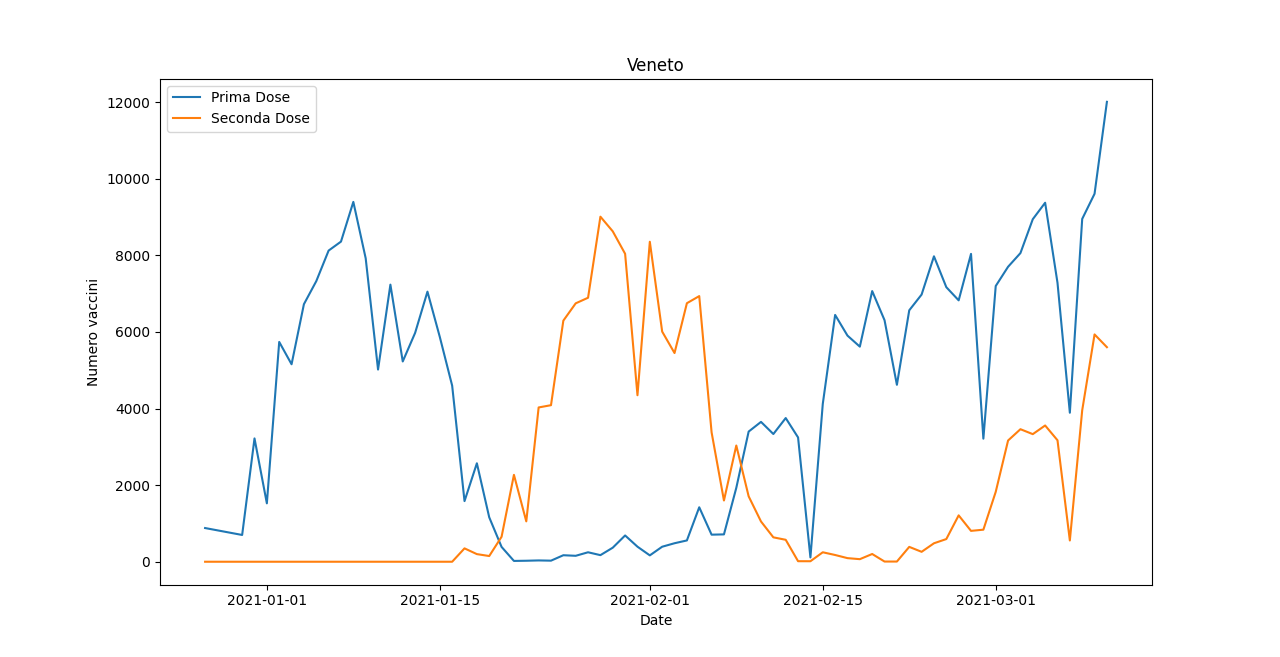 Veneto
Prima Dose
Seconda Dose
Numero vaccini
12000
10000
8000
6000
4000
2000
0
2021-01-01
2021-01-15
2021-02-01
2021-02-15
2021-03-01
Date